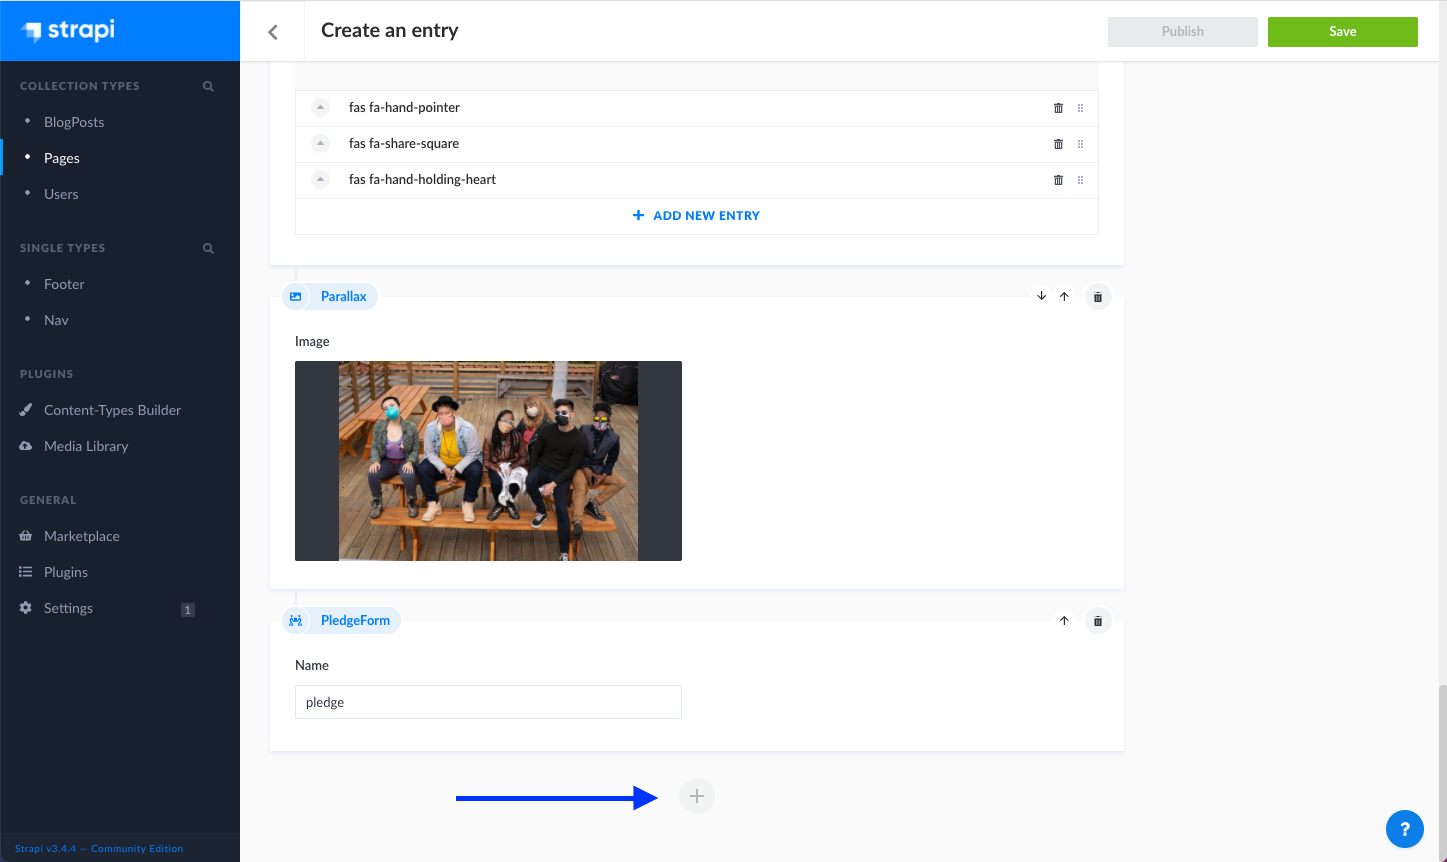 strapi
Create an entry
Publish
Save
COLLECTION TYPES
BlogPosts
Pages
Users
SINGLE TYPES
Footer
Nav
PLUGINS
Content-Types Builder
Media Library
GENERAL
Marketplace
Plugins
Settings
1
Strapi v3.4.4 — Community Edition
fas fa-hand-pointer
fas fa-share-square
fas fa-hand-holding-heart
ADD NEW ENTRY
Parallax
Image
PledgeForm
Name
pledge
?